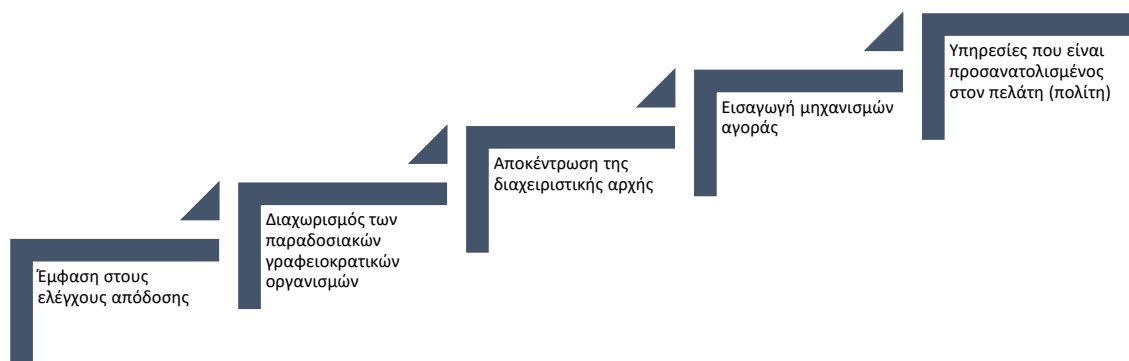 Έμφαση στους
ελέγχους απόδοσης
Διαχωρισμός των
παραδοσιακών
γραφειοκρατικών
οργανισμών
Αποκέντρωση της
διαχειριστικής αρχής
Εισαγωγή μηχανισμών
αγοράς
Υπηρεσίες που είναι
προσανατολισμένος
στον πελάτη (πολίτη)